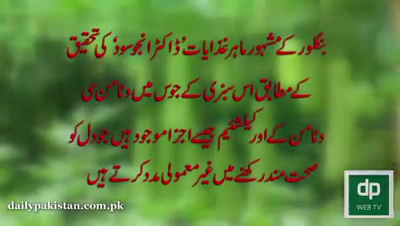 بنگلور کے مشہور ماہر غذایات 'ڈاکٹر انجو سود' کی تحقیق
کے مطابق اس سبزی کے جوس میں وٹامن سی
وٹامن کے اور کیلشئیم جیسے اجزا موجود ہیں جو دل کو
صحت مند رکھنے میں غیر معمولی مدد کرتے ہیں
dp
WEB TV
dailypakistan.com.pk